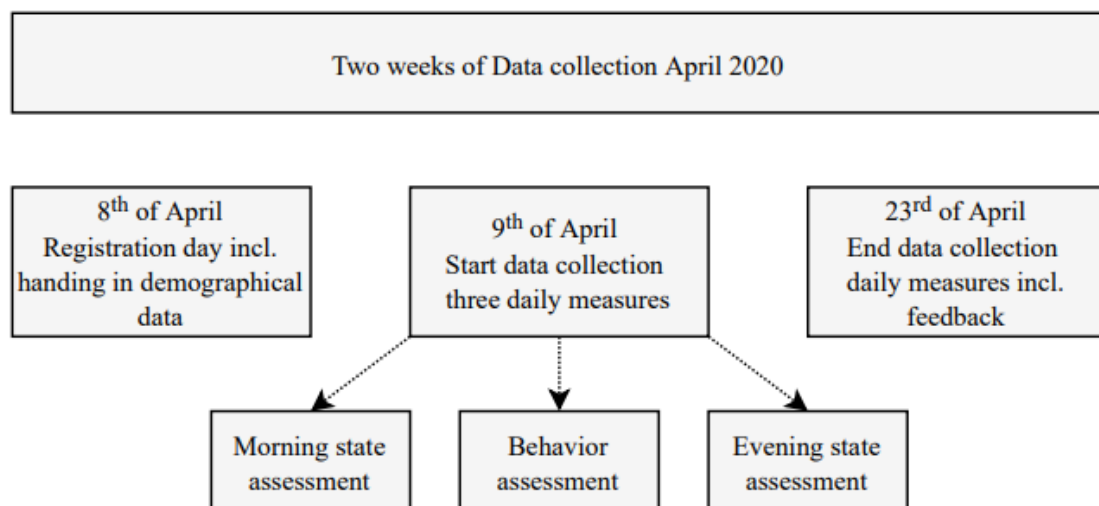 Two weeks of Data collection April 2020
8th of April
Registration day incl.
handing in demographical
data
9th of April
Start data collection
three daily measures
23rd of April
End data collection
daily measures incl.
feedback
Morning state
assessment
Behavior
assessment
Evening state
assessment